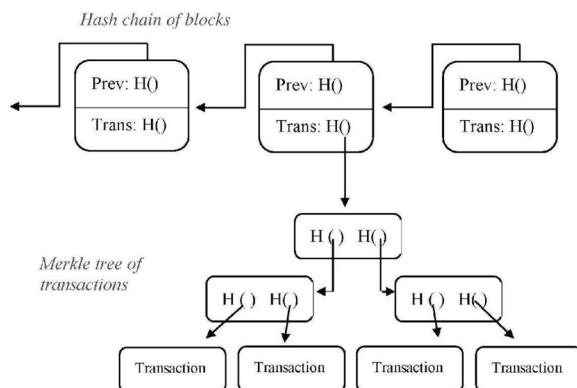 Hash chain of blocks
Prev: H()
Trans: H()
Prev: H()
Trans: H()
Prev: H()
Trans: H()
H ( ) H()
Merkle tree of
transactions
H ( ) H()
H ( ) H()
Transaction
Transaction
Transaction
Transaction